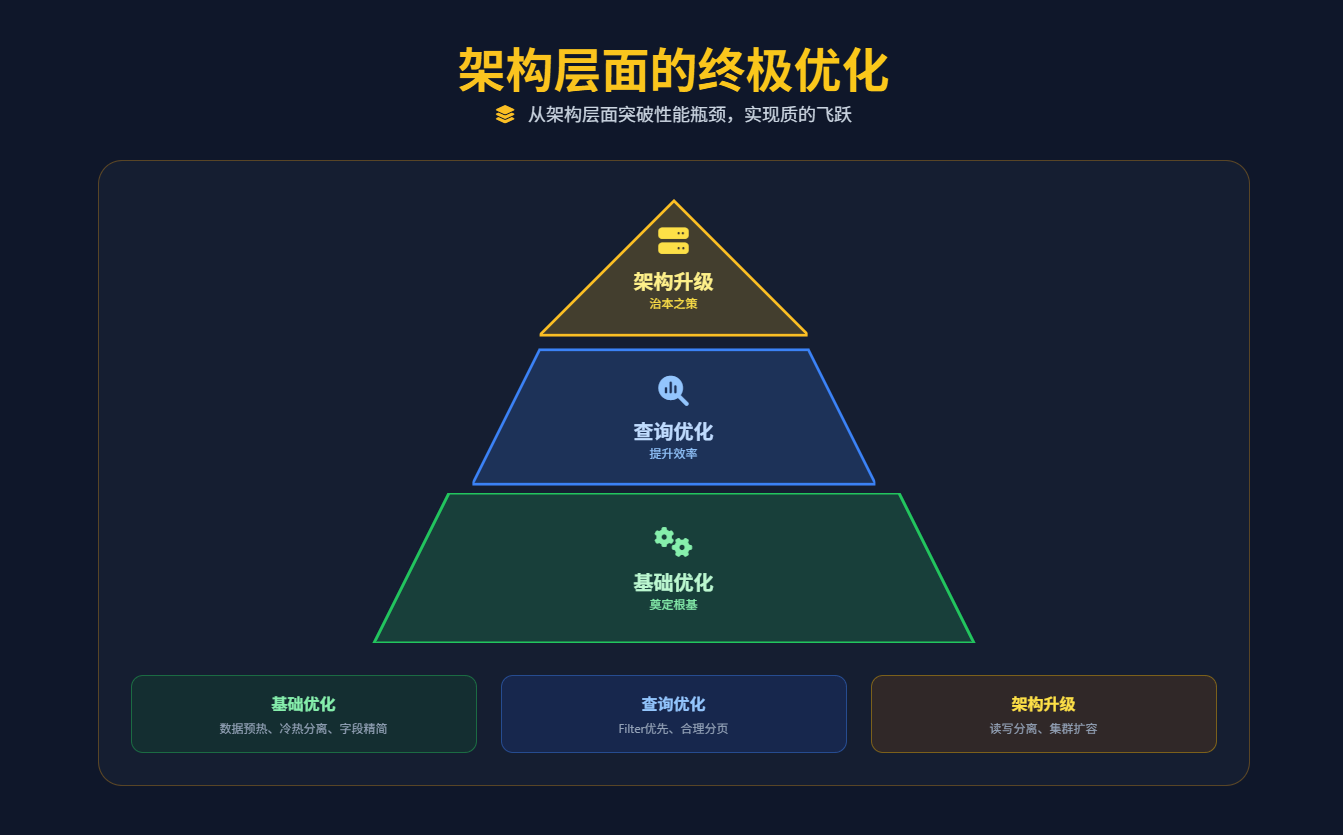 架构层面的终极优化
从架构层面突破性能瓶颈，实现质的飞跃
架构升级
治本之策
查询优化
提升效率
基础优化
奠定根基
基础优化
数据预热、冷热分离、字段精简
查询优化
Filter优先、合理分页
架构升级
读写分离、集群扩容